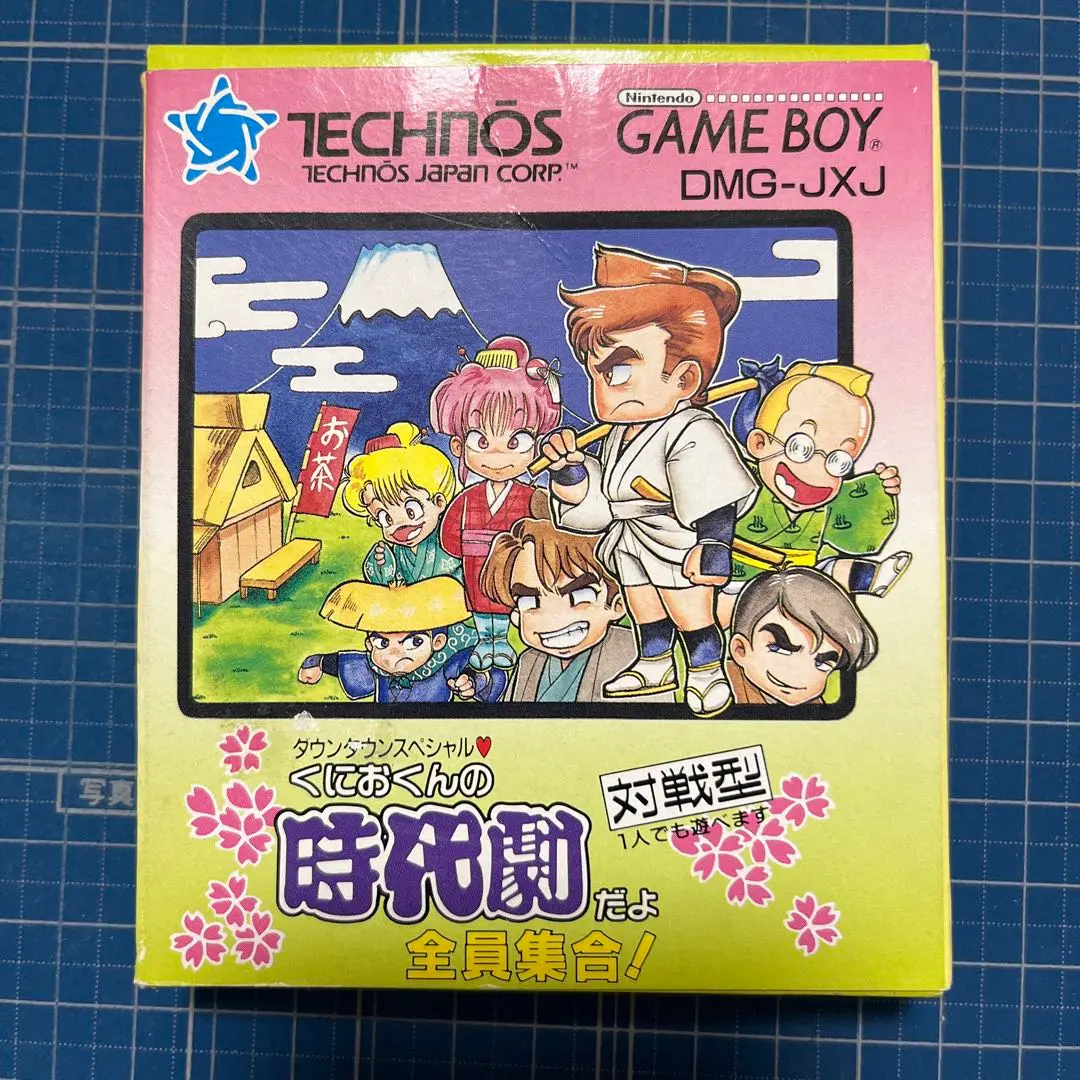 TECHNŌS
TECHNŌS JAPAN CORP.™
Nintendo
GAME BOY®
DMG-JXJ
お茶
ダウンタウンスペシャル♥
くにおくんの
時代劇だよ
全員集合!
対戦型
1人でも遊べます
写真